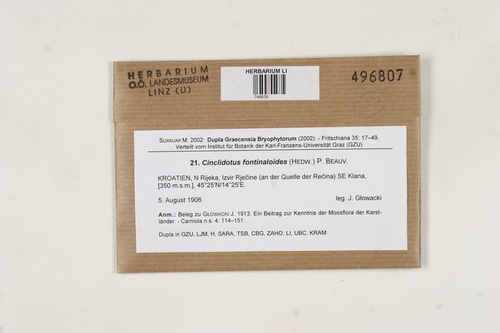 HERBARIUM
O.Ö. LANDESMUSEUM
LINZ (LI)
HERBARIUM LI
496807
SUANJAK M. 2002. Dupla Graecensia Bryophytorum (2002). - Fritschiana 35: 17–49.
Verteilt vom Institut für Botanik der Karl-Franzens-Universität Graz (GZU)
21. Cinclidotus fontinaloides (HEDW.) P. BEAUV.
KROATIEN, N Rijeka, Izvir Rječine (an der Quelle der Rečina) SE Klana,
[350 m.s.m.], 45°25'N/14°25'E.
5. August 1906 leg. J. Głowacki
Anm.: Beleg zu GŁOWACKI J. 1913: Ein Beitrag zur Kenntnis der Moosflora der Karst-
länder. - Carniola n.s. 4: 114–151.
Dupla in GZU, LJM, H, SARA, TSB, CBG, ZAHO, LI, UBC, KRAM